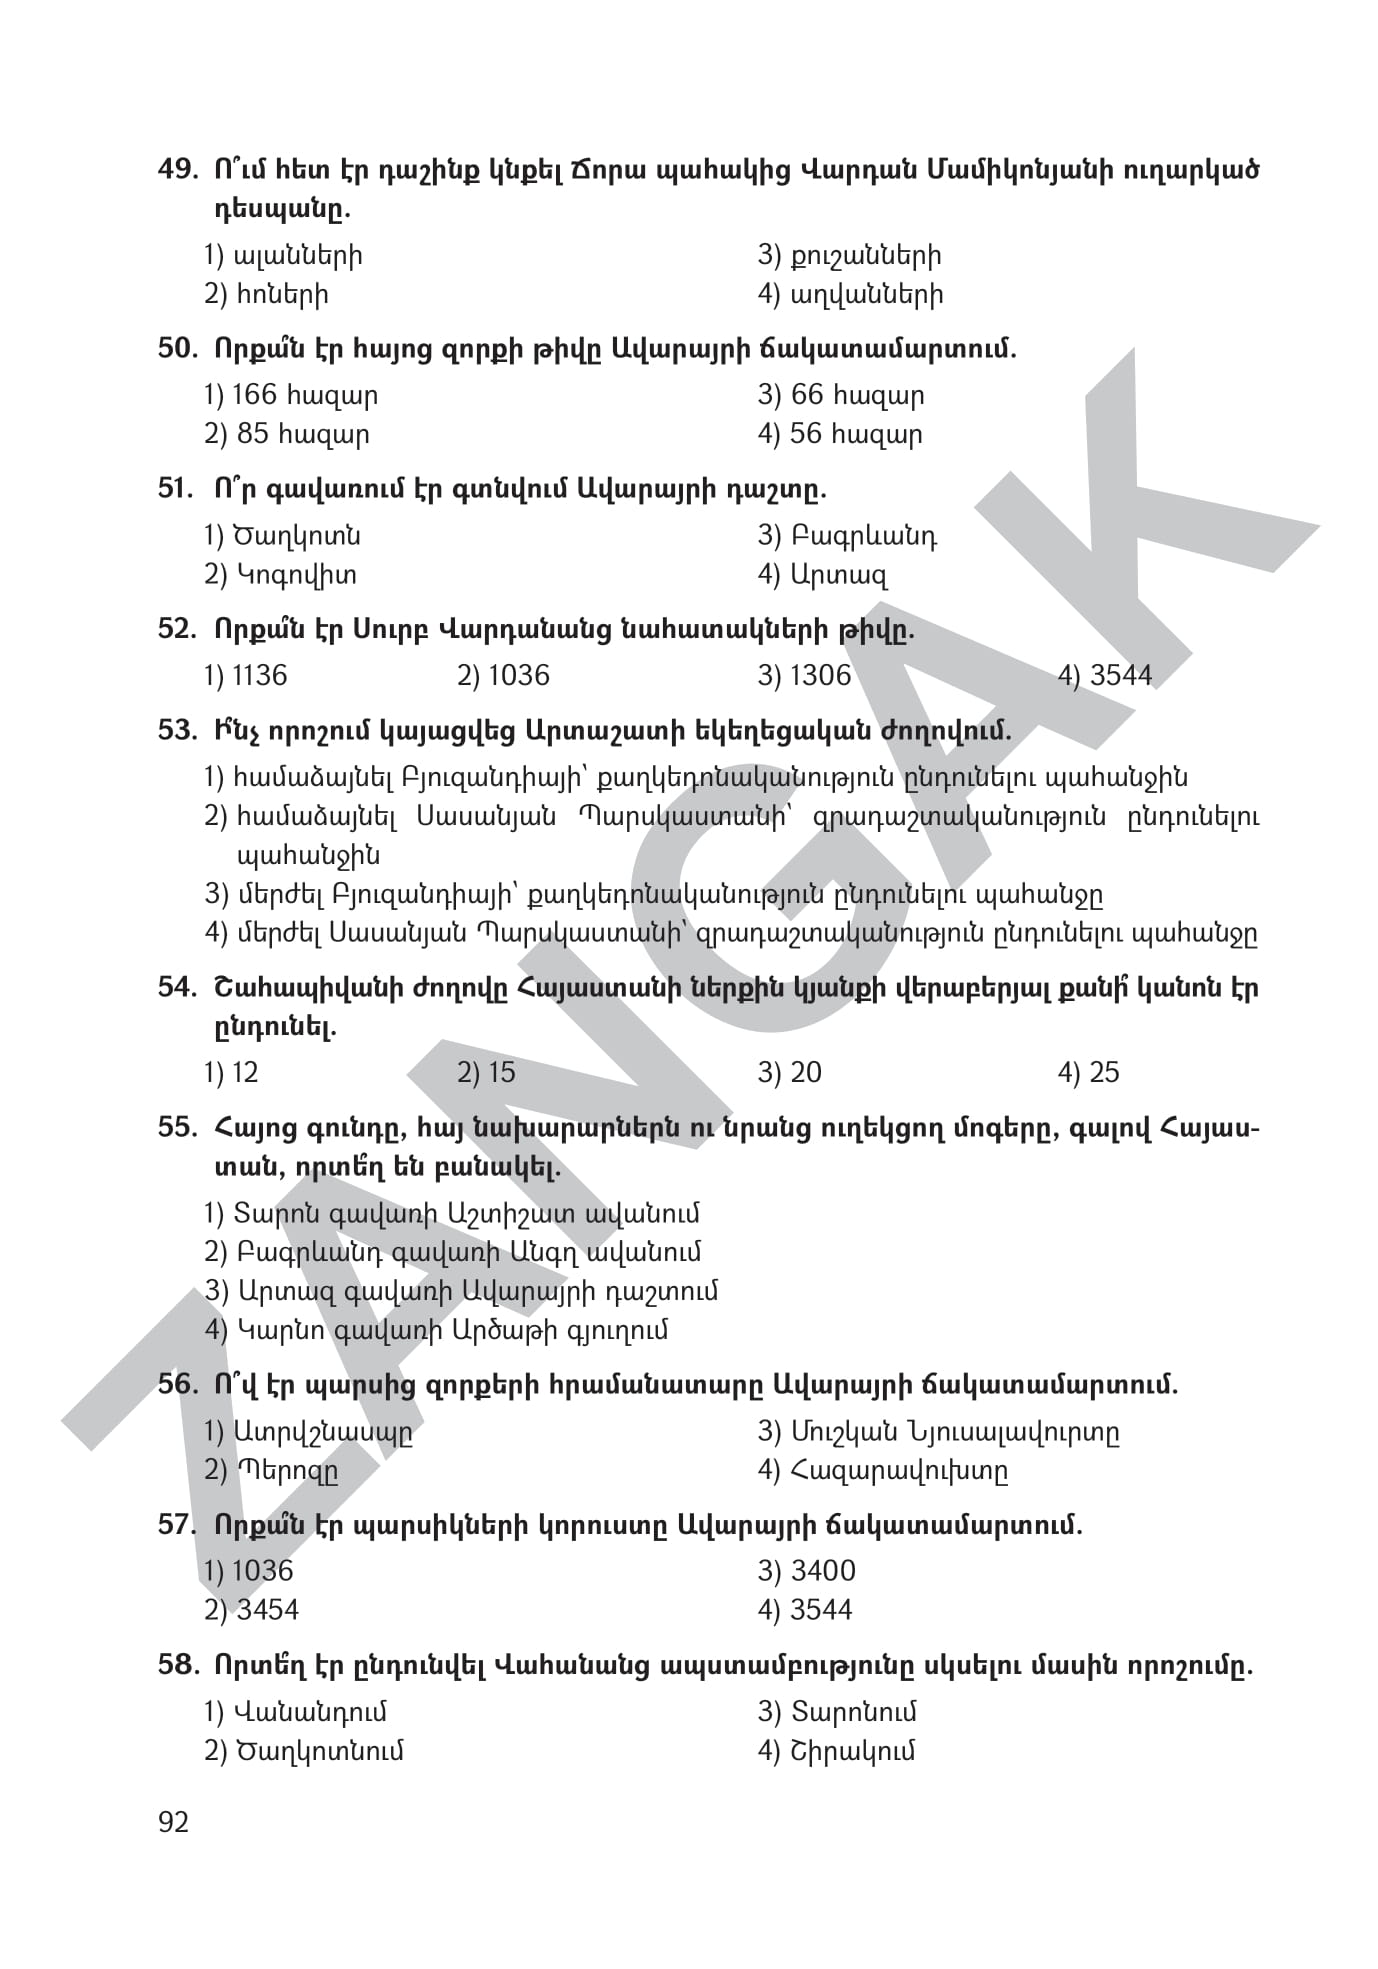 49. Ո՞ւմ հետ էր դաշինք կնքել Ճորա պահակից Վարդան Մամիկոնյանի ուղարկած
դեսպանը.
1) ալանների 3) քուշանների
2) հոների 4) աղվանների
50. Որքա՞ն էր հայոց զորքի թիվը Ավարայրի ճակատամարտում.
1) 166 հազար 3) 66 հազար
2) 85 հազար 4) 56 հազար
51. Ո՞ր գավառում էր գտնվում Ավարայրի դաշտը.
1) Ծաղկոտն 3) Բագրևանդ
2) Կոգովիտ 4) Արտազ
52. Որքա՞ն էր Սուրբ Վարդանանց նահատակների թիվը.
1) 1136 2) 1036 3) 1306 4) 3544
53. Ի՞նչ որոշում կայացվեց Արտաշատի եկեղեցական ժողովում.
1) համաձայնել Բյուզանդիայի՝ քաղկեդոնականություն ընդունելու պահանջին
2) համաձայնել Սասանյան Պարսկաստանի՝ զրադաշտականություն ընդունելու
պահանջին
3) մերժել Բյուզանդիայի՝ քաղկեդոնականություն ընդունելու պահանջը
4) մերժել Սասանյան Պարսկաստանի՝ զրադաշտականություն ընդունելու պահանջը
54. Շահապիվանի ժողովը Հայաստանի ներքին կյանքի վերաբերյալ քանի՞ կանոն էր
ընդունել.
1) 12 2) 15 3) 20 4) 25
55. Հայոց գունդը, հայ նախարարներն ու նրանց ուղեկցող մոգերը, գալով Հայաս-
տան, որտե՞ղ են բանակել.
1) Տարոն գավառի Աշտիշատ ավանում
2) Բագրևանդ գավառի Անգղ ավանում
3) Արտազ գավառի Ավարայրի դաշտում
4) Կարնո գավառի Արծաթի գյուղում
56. Ո՞վ էր պարսից զորքերի հրամանատարը Ավարայրի ճակատամարտում.
1) Ատրվշնասպը 3) Մուշկան Նյուսալավուրտը
2) Պերոզը 4) Հազարավուխտը
57. Որքա՞ն էր պարսիկների կորուստը Ավարայրի ճակատամարտում.
1) 1036 3) 3400
2) 3454 4) 3544
58. Որտե՞ղ էր ընդունվել Վահանանց ապստամբությունը սկսելու մասին որոշումը.
1) Վանանդում 3) Տարոնում
2) Ծաղկոտնում 4) Շիրակում
92
ZANGAK